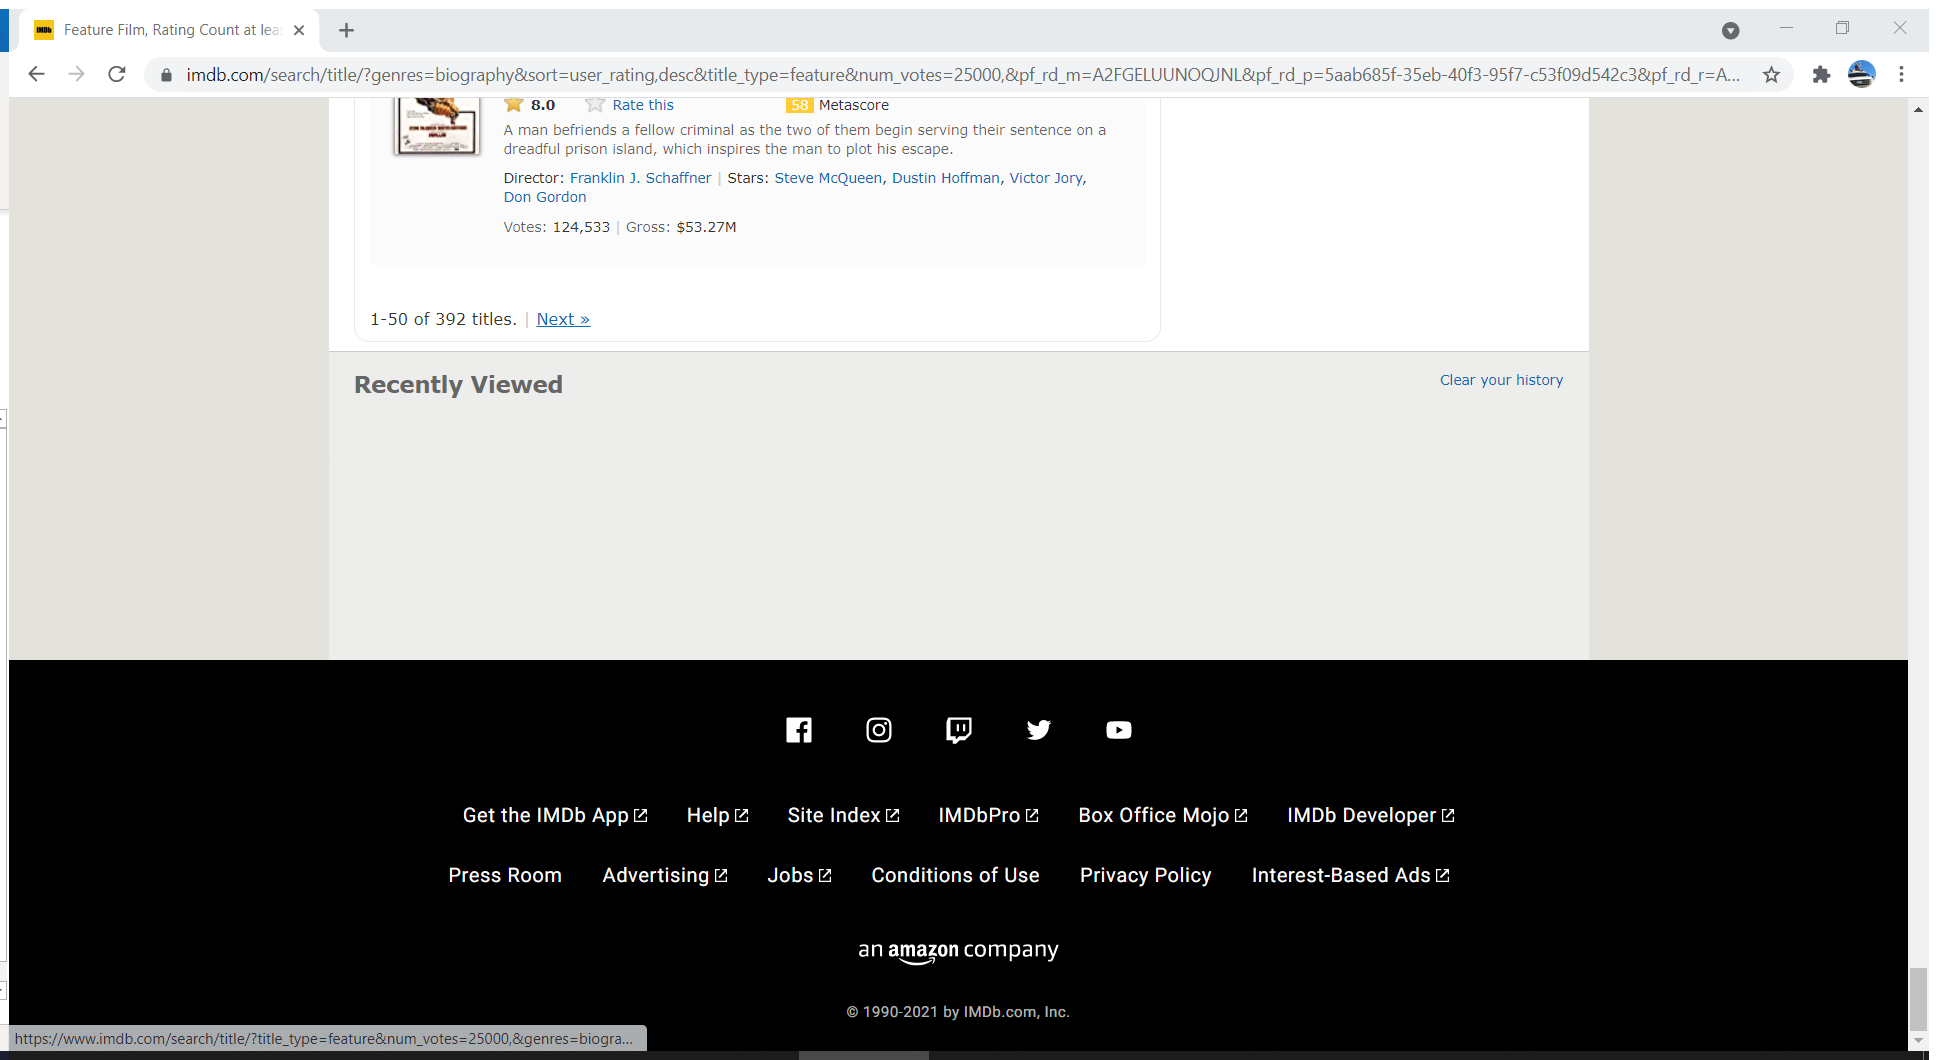 IMDb Feature Film, Rating Count at lea
imdb.com/search/title/?genres=biography&sort=user_rating,desc&title_type=feature&num_votes=25000,&pf_rd_m=A2FGELUUNOQJNL&pf_rd_p=5aab685f-35eb-40f3-95f7-c53f09d542c3&pf_rd_r=A...
8.0 Rate this 58 Metascore
A man befriends a fellow criminal as the two of them begin serving their sentence on a
dreadful prison island, which inspires the man to plot his escape.
Director: Franklin J. Schaffner | Stars: Steve McQueen, Dustin Hoffman, Victor Jory,
Don Gordon
Votes: 124,533 | Gross: $53.27M
1-50 of 392 titles. | Next »
Recently Viewed Clear your history
Get the IMDb App Help Site Index IMDbPro Box Office Mojo IMDb Developer
Press Room Advertising Jobs Conditions of Use Privacy Policy Interest-Based Ads
an amazon company
© 1990-2021 by IMDb.com, Inc.
https://www.imdb.com/search/title/?title_type=feature&num_votes=25000,&genres=biogra...